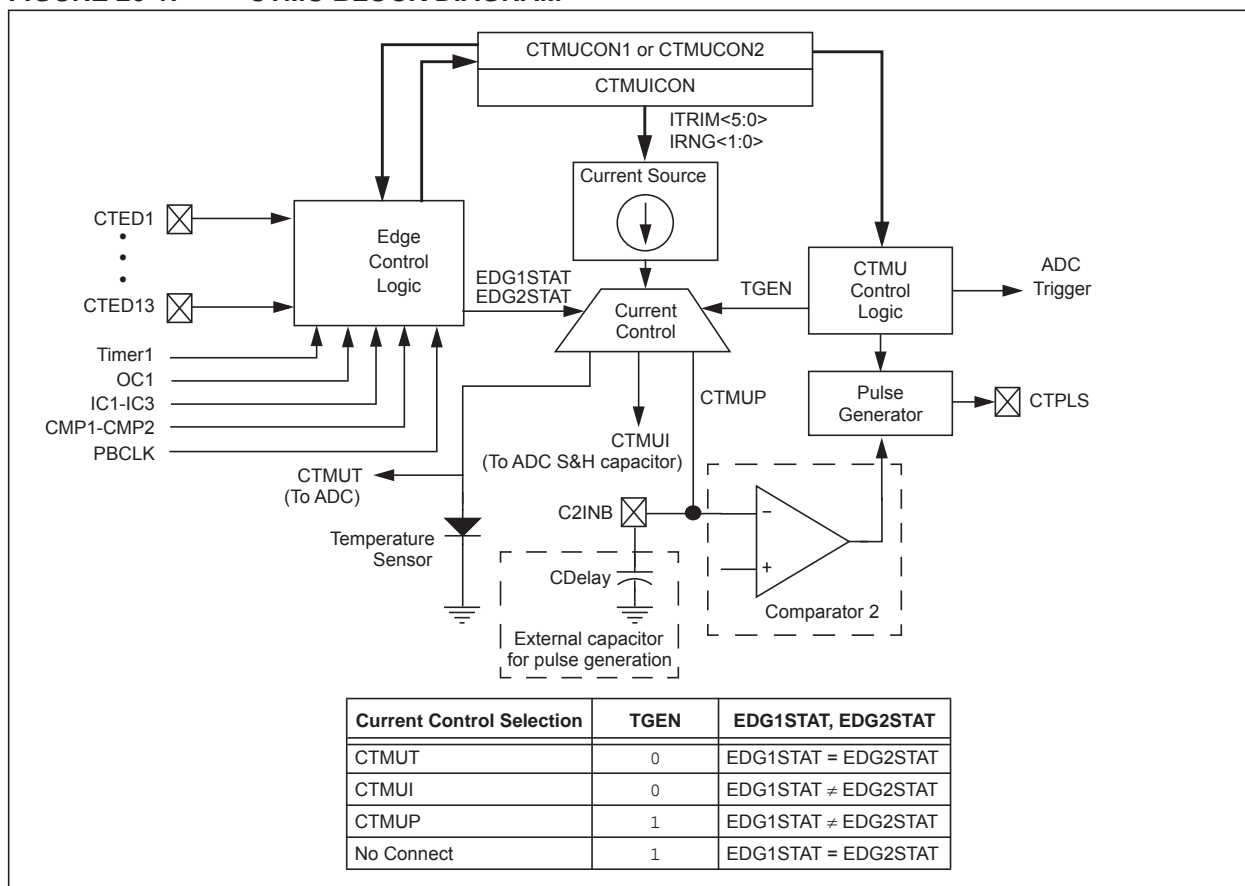 CTMUCON1 or CTMUCON2
CTMUICON
ITRIM<5:0>
IRNG<1:0>
Current Source
CTED1
CTED13
Edge
Control
Logic
EDG1STAT
EDG2STAT
Current
Control
TGEN
CTMU
Control
Logic
ADC
Trigger
Timer1
OC1
IC1-IC3
CMP1-CMP2
PBCLK
CTMUP
Pulse
Generator
CTPLS
CTMUI
(To ADC S&H capacitor)
CTMUT
(To ADC)
C2INB
Temperature
Sensor
CDelay
−
+
Comparator 2
External capacitor
for pulse generation
Current Control Selection TGEN EDG1STAT, EDG2STAT
CTMUT 0 EDG1STAT = EDG2STAT
CTMUI 0 EDG1STAT ≠ EDG2STAT
CTMUP 1 EDG1STAT ≠ EDG2STAT
No Connect 1 EDG1STAT = EDG2STAT